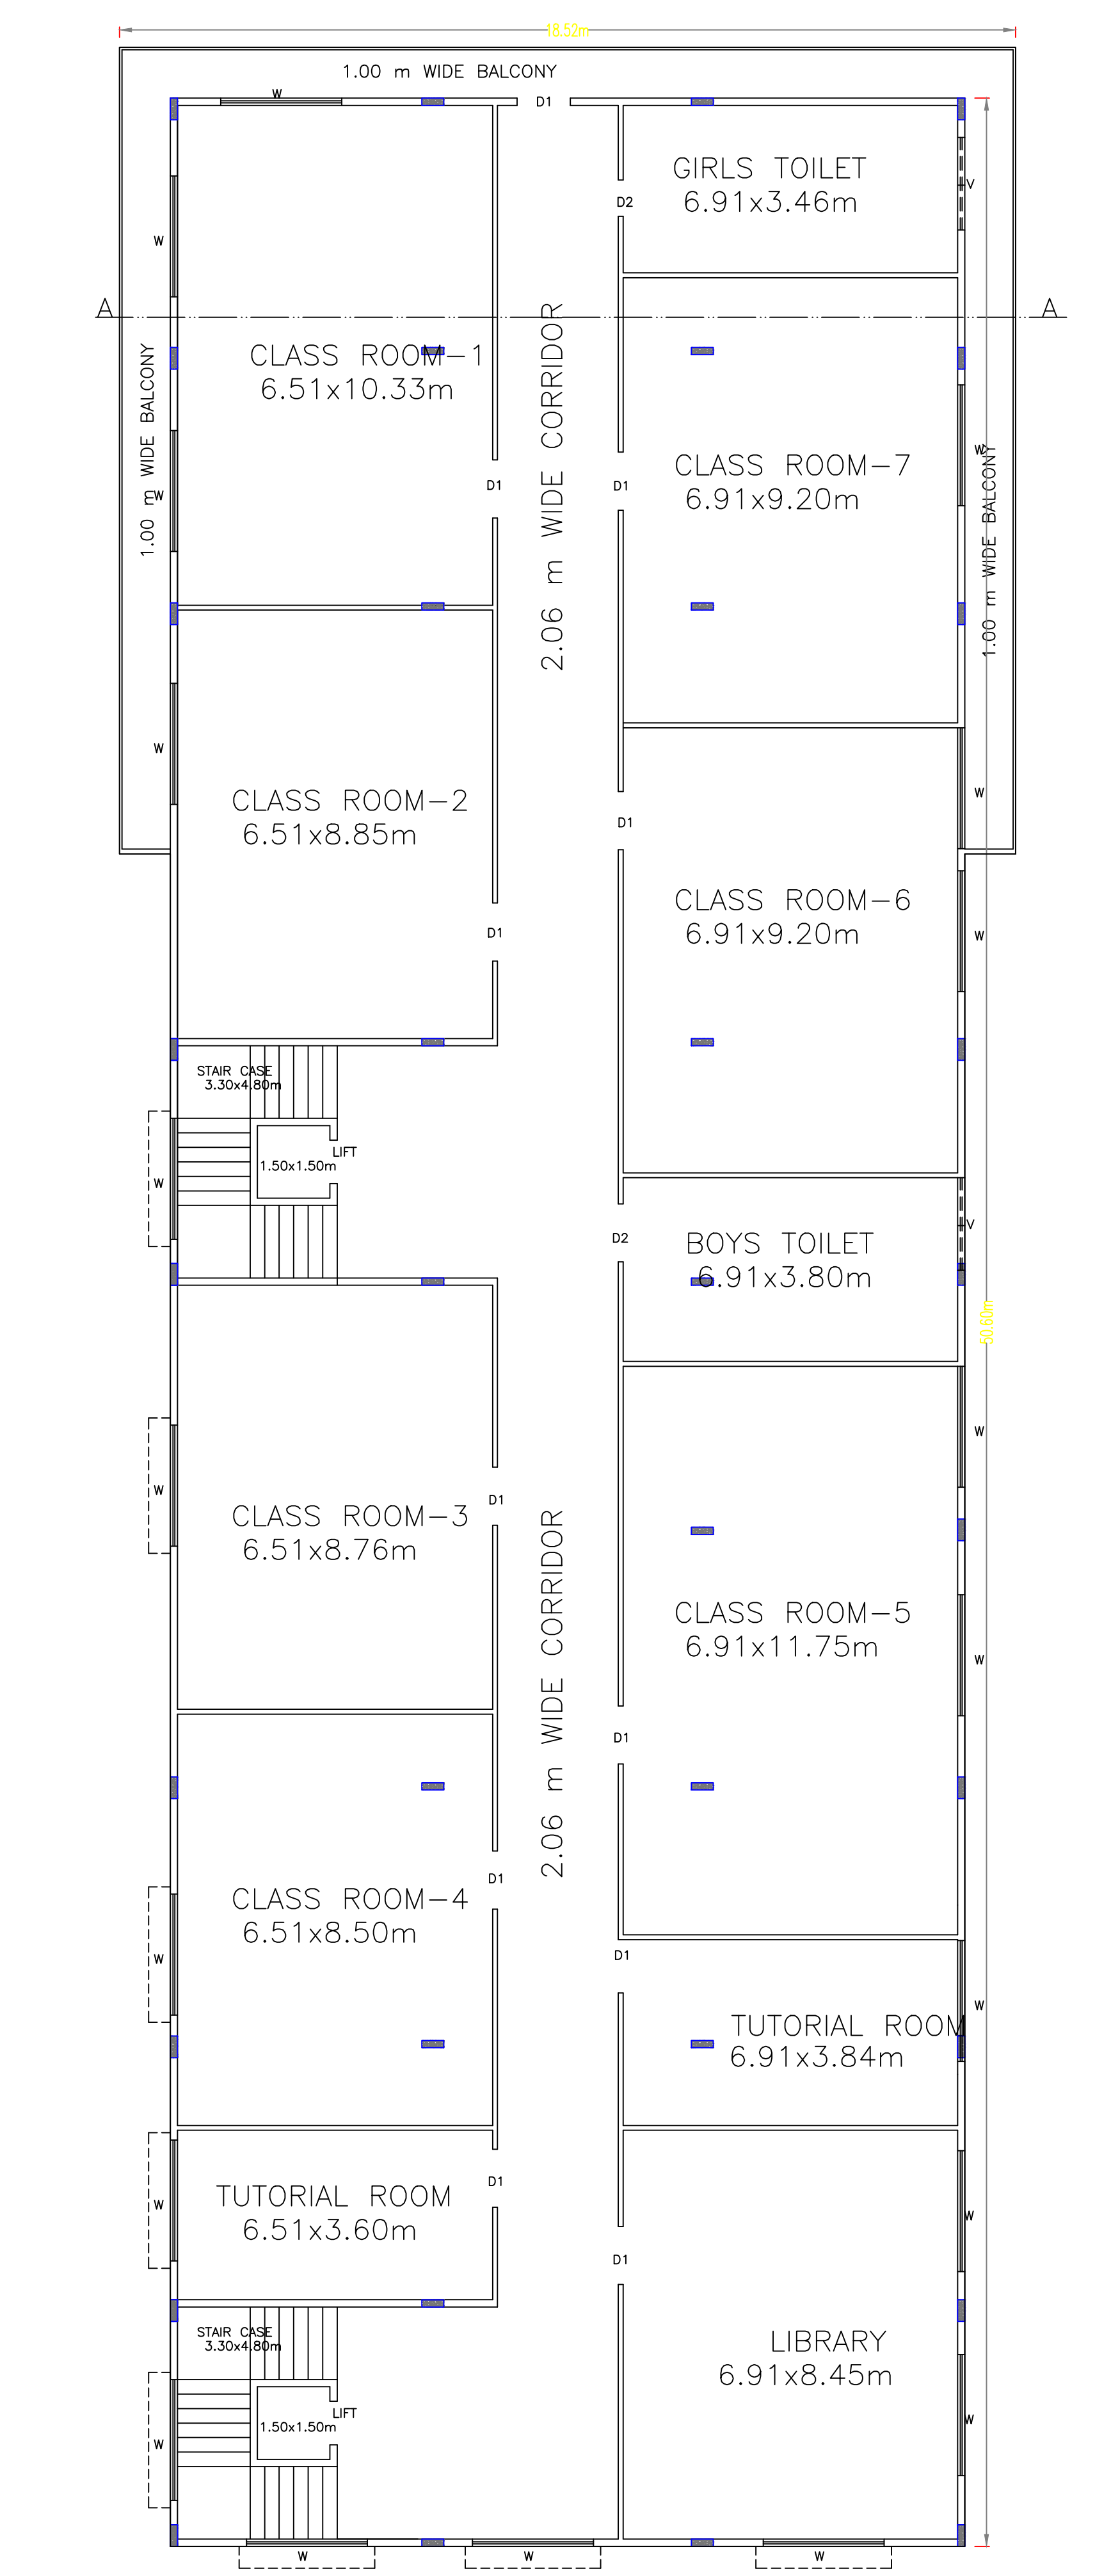 18.52m
1.00 m WIDE BALCONY
W
D1
GIRLS TOILET
6.91x3.46m
V
D2
W
A
A
1.00 m WIDE BALCONY
CLASS ROOM-1
6.51x10.33m
2.06 m WIDE CORRIDOR
CLASS ROOM-7
6.91x9.20m
W
1.00 m WIDE BALCONY
D1
D1
W
W
CLASS ROOM-2
6.51x8.85m
W
D1
CLASS ROOM-6
6.91x9.20m
D1
W
STAIR CASE
3.30x4.80m
LIFT
1.50x1.50m
W
V
D2
BOYS TOILET
6.91x3.80m
50.60m
W
W
D1
CLASS ROOM-3
6.51x8.76m
2.06 m WIDE CORRIDOR
CLASS ROOM-5
6.91x11.75m
W
D1
D1
CLASS ROOM-4
6.51x8.50m
W
D1
W
TUTORIAL ROOM
6.91x3.84m
D1
TUTORIAL ROOM
6.51x3.60m
W
W
D1
STAIR CASE
3.30x4.80m
LIBRARY
6.91x8.45m
LIFT
1.50x1.50m
W
W
W
W
W